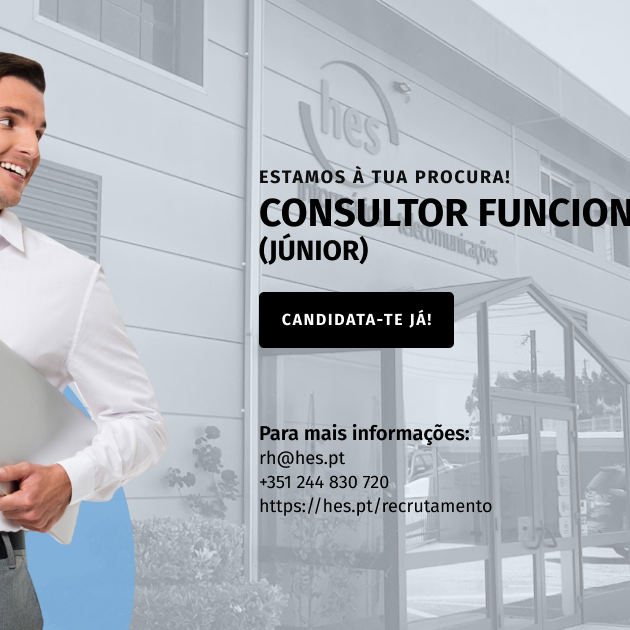 hes
ESTAMOS À TUA PROCURA!
CONSULTOR FUNCION
(JÚNIOR)
telecomunicações
CANDIDATA-TE JÁ!
Para mais informações:
rh@hes.pt
+351 244 830 720
https://hes.pt/recrutamento